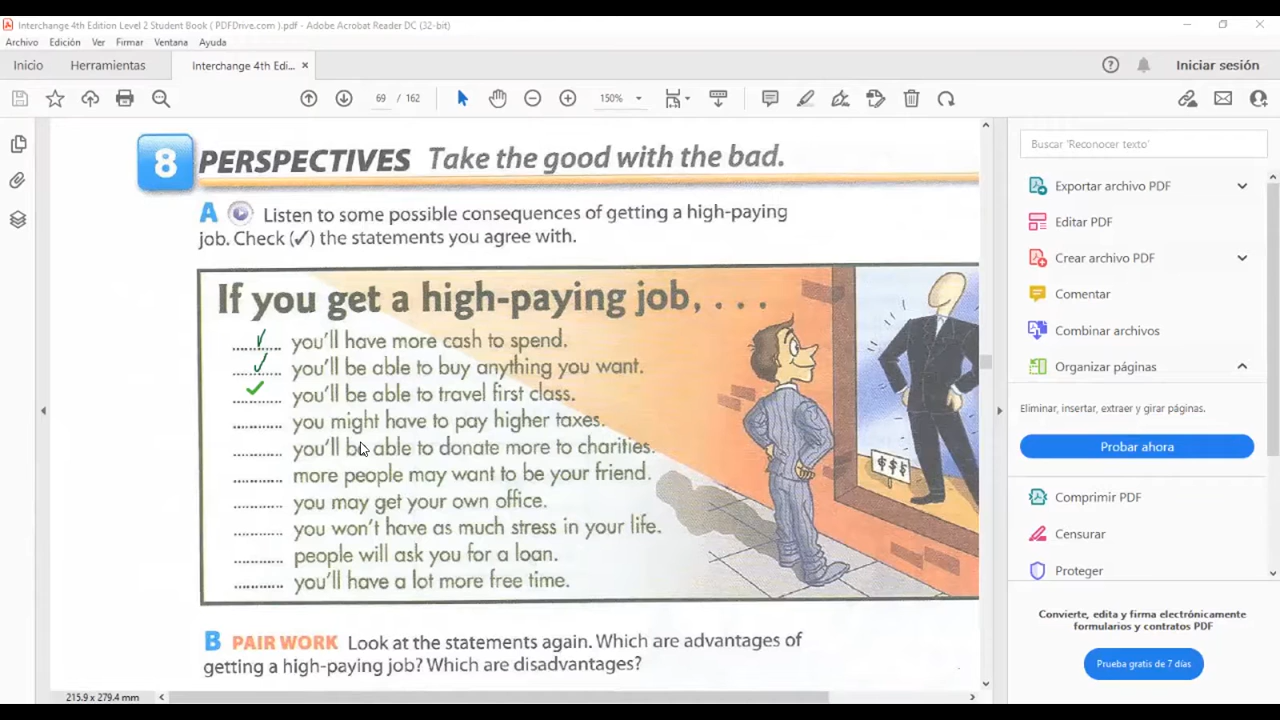 Interchange 4th Edition Level 2 Student Book ( PDFDrive.com ).pdf - Adobe Acrobat Reader DC (32-bit)
Archivo Edición Ver Firmar Ventana Ayuda
Inicio Herramientas Interchange 4th Edi... × Iniciar sesión
69 / 162 150%
8 PERSPECTIVES Take the good with the bad.
A Listen to some possible consequences of getting a high-paying
job. Check (✓) the statements you agree with.
If you get a high-paying job, . . .
✓ you'll have more cash to spend.
✓ you'll be able to buy anything you want.
✓ you'll be able to travel first class.
.......... you might have to pay higher taxes.
.......... you'll be able to donate more to charities.
.......... more people may want to be your friend.
.......... you may get your own office.
.......... you won't have as much stress in your life.
.......... people will ask you for a loan.
.......... you'll have a lot more free time.
$$$
B PAIR WORK Look at the statements again. Which are advantages of
getting a high-paying job? Which are disadvantages?
215.9 x 279.4 mm
Buscar 'Reconocer texto'
Exportar archivo PDF
Editar PDF
Crear archivo PDF
Comentar
Combinar archivos
Organizar páginas
Eliminar, insertar, extraer y girar páginas.
Probar ahora
Comprimir PDF
Censurar
Proteger
Convierte, edita y firma electrónicamente
formularios y contratos PDF
Prueba gratis de 7 días